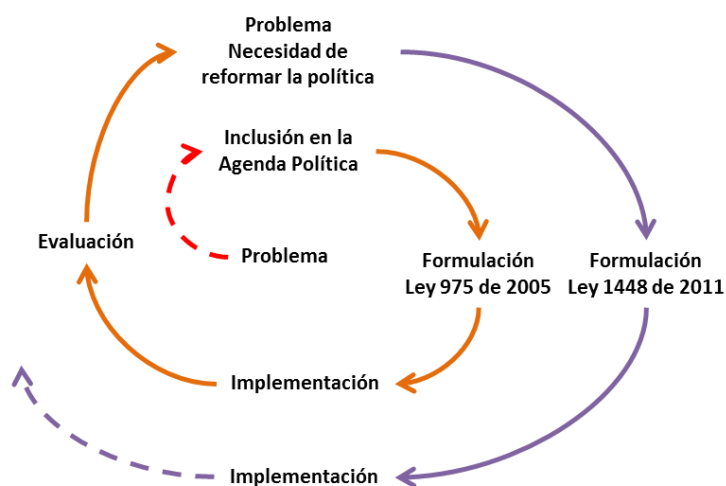 Problema
Necesidad de
reformar la política
Inclusión en la
Agenda Política
Evaluación
Problema
Formulación
Ley 975 de 2005
Formulación
Ley 1448 de 2011
Implementación
Implementación